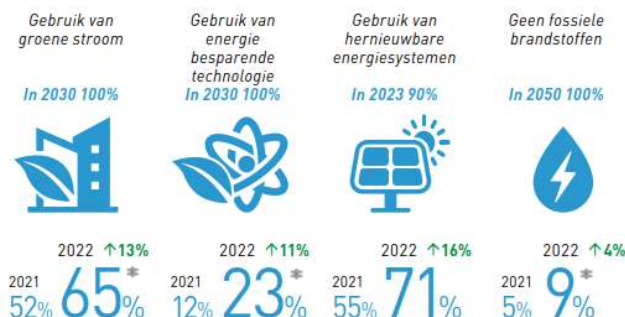 Gebruik van
groene stroom
In 2030 100%
2022 ↑13%
2021
52% 65%*
Gebruik van
energie
besparende
technologie
In 2030 100%
2022 ↑11%
2021
12% 23%*
Gebruik van
hernieuwbare
energiesystemen
In 2023 90%
2022 ↑16%
2021
55% 71%
Geen fossiele
brandstoffen
In 2050 100%
2022 ↑4%
2021
5% 9%*